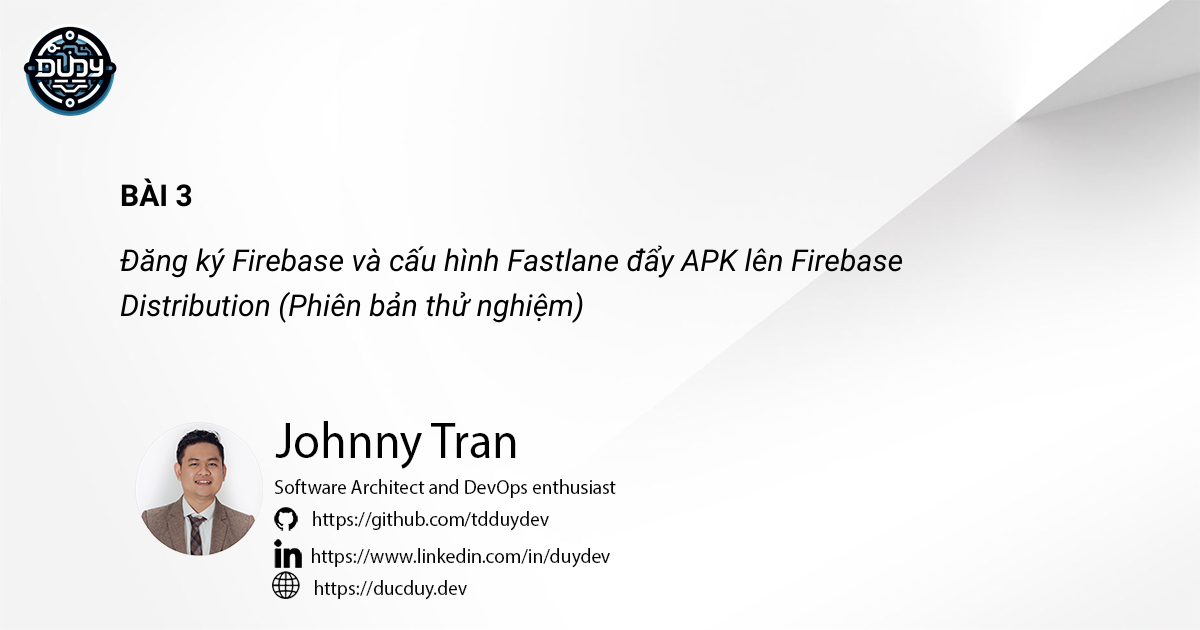 DUDY
BÀI 3
Đăng ký Firebase và cấu hình Fastlane đẩy APK lên Firebase
Distribution (Phiên bản thử nghiệm)
Johnny Tran
Software Architect and DevOps enthusiast
https://github.com/tdduydev
in https://www.linkedin.com/in/duydev
https://ducduy.dev